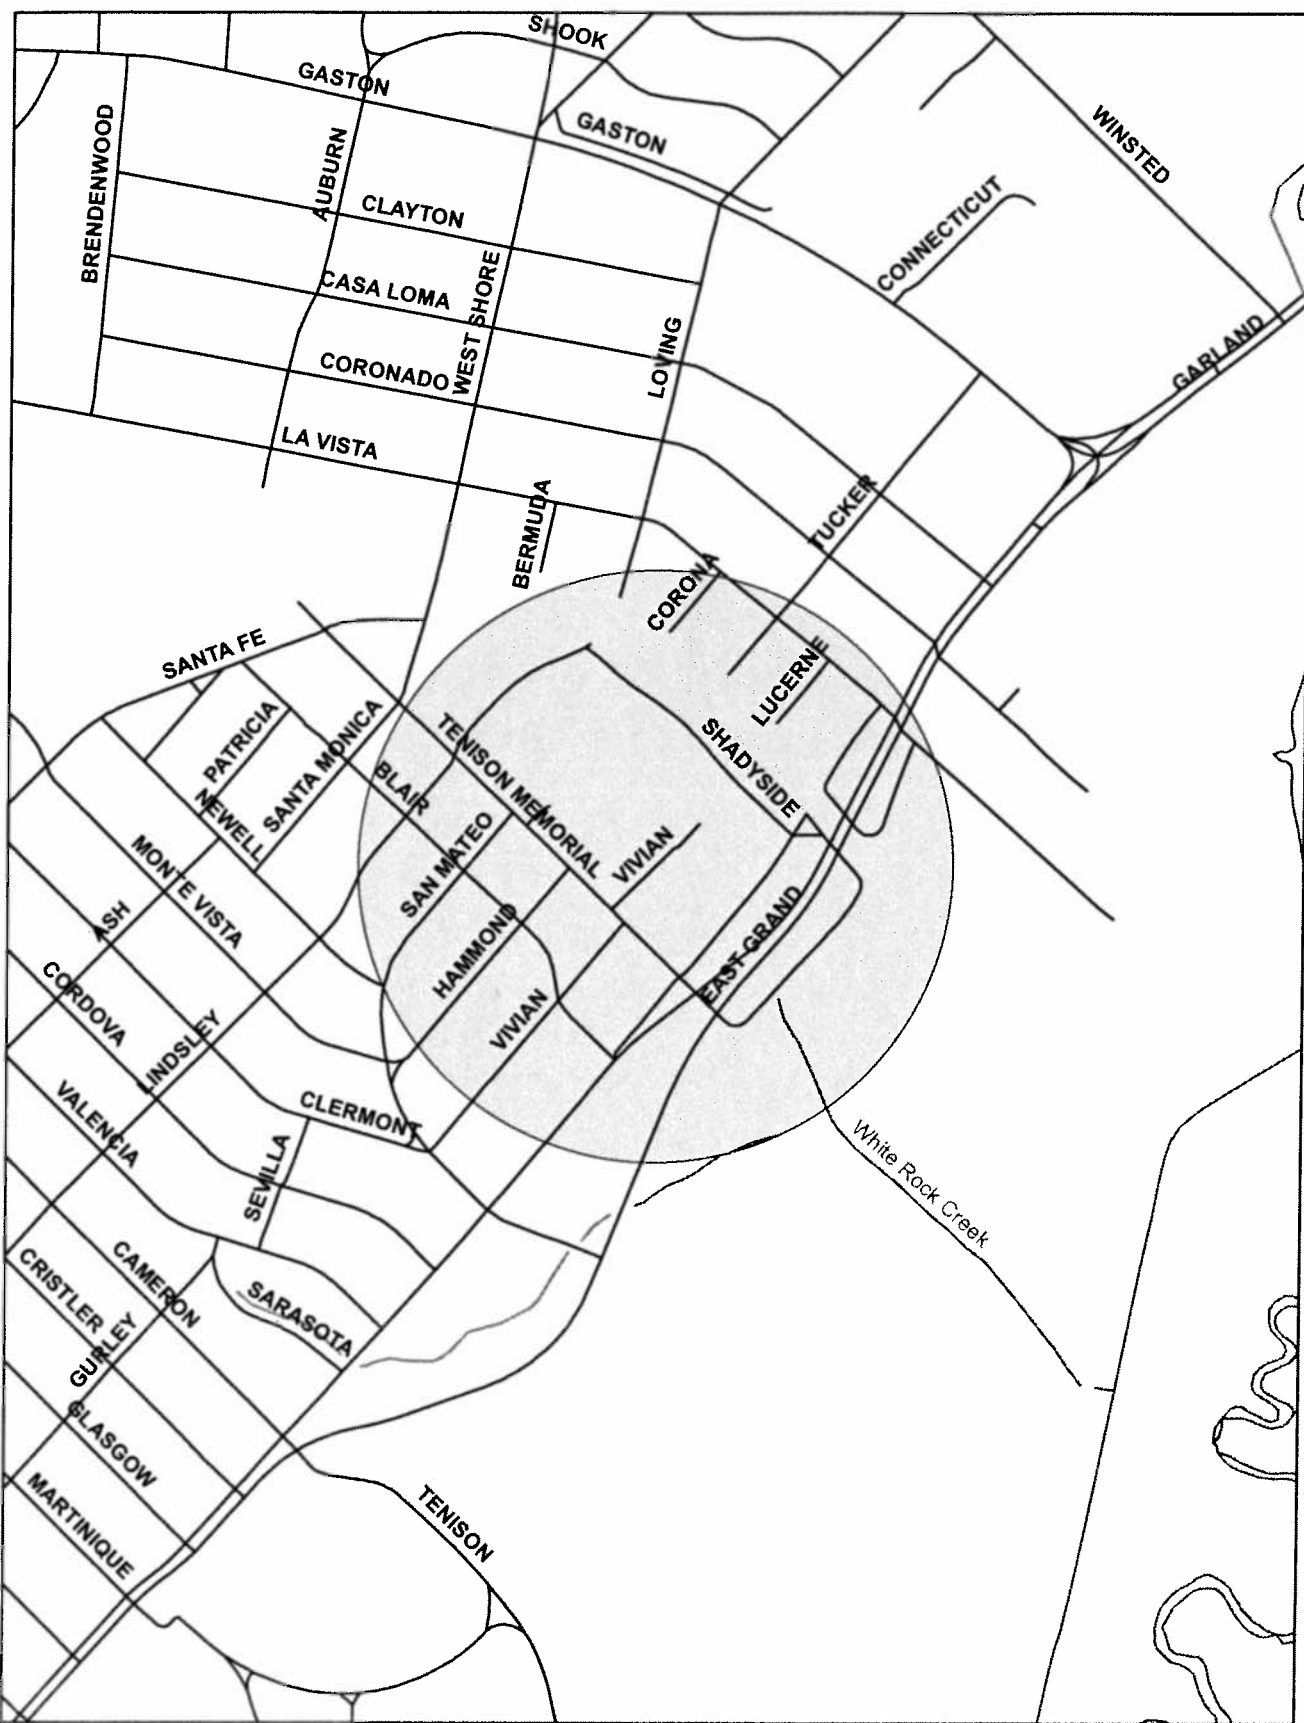 SHOOK
GASTON
GASTON
WINSTED
BRENDENWOOD
AUBURN
CLAYTON
CONNECTICUT
CASA LOMA
WEST SHORE
LOVING
GARLAND
CORONADO
LA VISTA
BERMUDA
TUCKER
CORONA
SANTA FE
LUCERNE
PATRICIA
SANTA MONICA
TENISON MEMORIAL
SHADYSIDE
BLAIR
NEWELL
SAN MATEO
VIVIAN
MONTE VISTA
ASH
HAMMOND
EAST GRAND
CORDOVA
VIVIAN
LINDSLEY
VALENCIA
CLERMONT
White Rock Creek
SEVILLA
CAMERON
CRISTLER
SARASOTA
GURLEY
GLASGOW
MARTINIQUE
TENISON